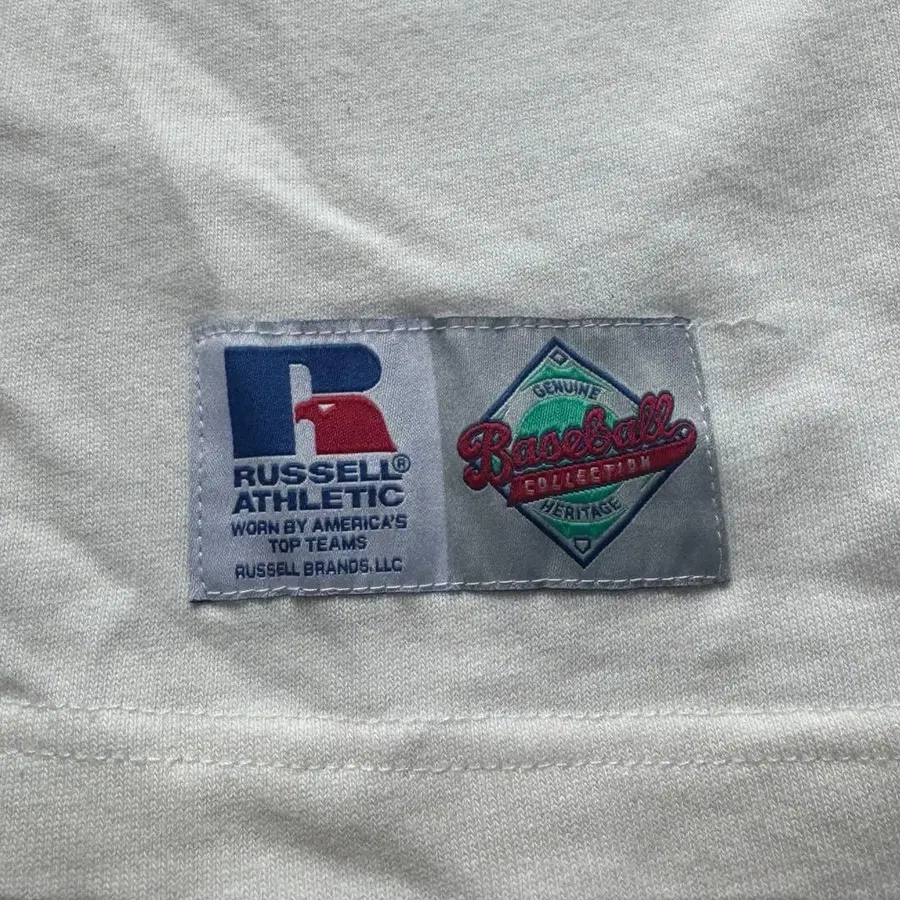 RUSSELL®
ATHLETIC
WORN BY AMERICA'S
TOP TEAMS
RUSSELL BRANDS, LLC
GENUINE
Baseball
COLLECTION
HERITAGE